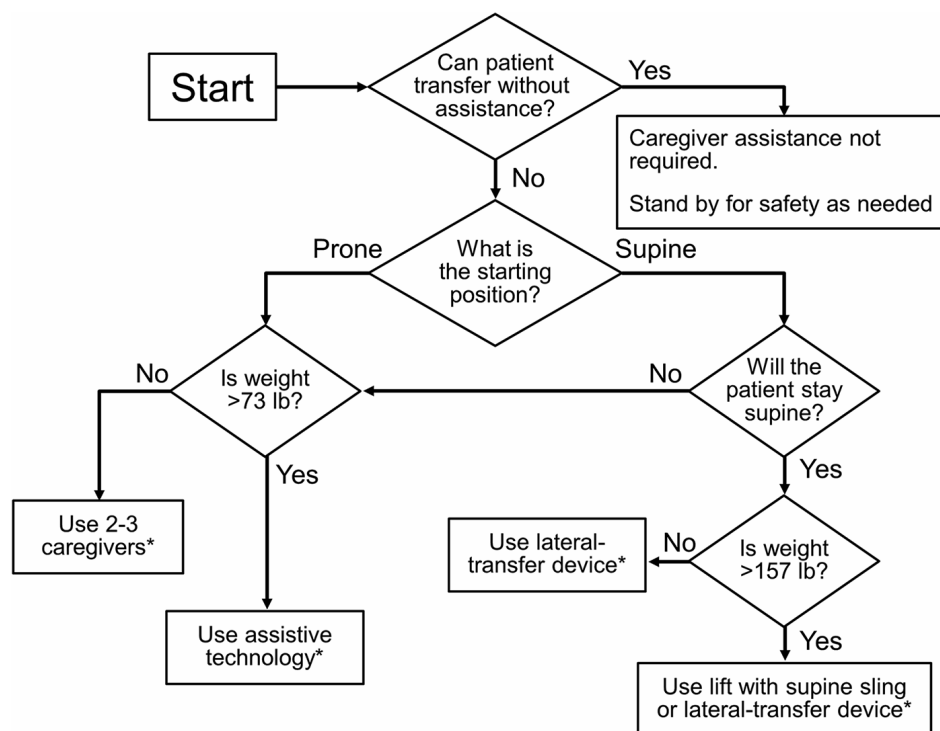 Start
Can patient
transfer without
assistance?
Yes
Caregiver assistance not
required.
Stand by for safety as needed
No
Prone
What is
the starting
position?
Supine
No
Is weight
>73 lb?
No
Will the
patient stay
supine?
Yes
Yes
Use 2-3
caregivers*
Use lateral-
transfer device*
No
Is weight
>157 lb?
Use assistive
technology*
Yes
Use lift with supine sling
or lateral-transfer device*